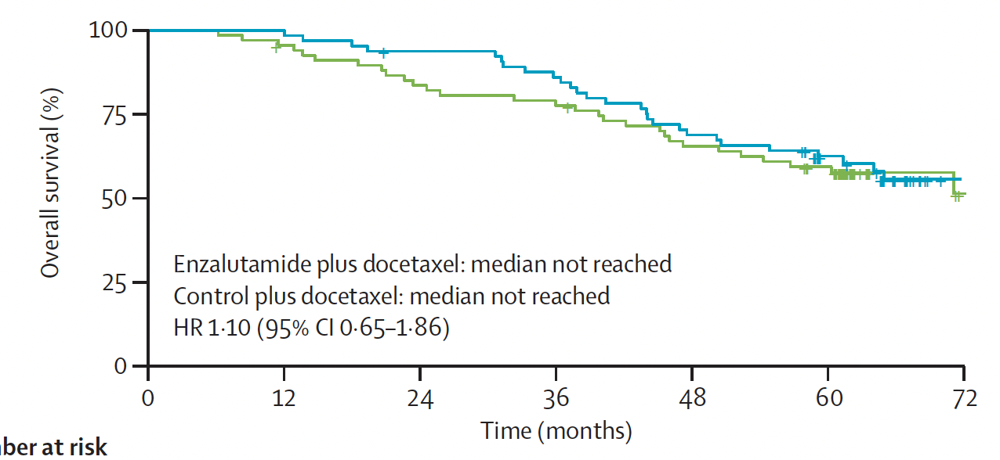 100
75
50
25
0
Overall survival (%)
Enzalutamide plus docetaxel: median not reached
Control plus docetaxel: median not reached
HR 1·10 (95% CI 0·65–1·86)
0 12 24 36 48 60 72
Time (months)
ber at risk